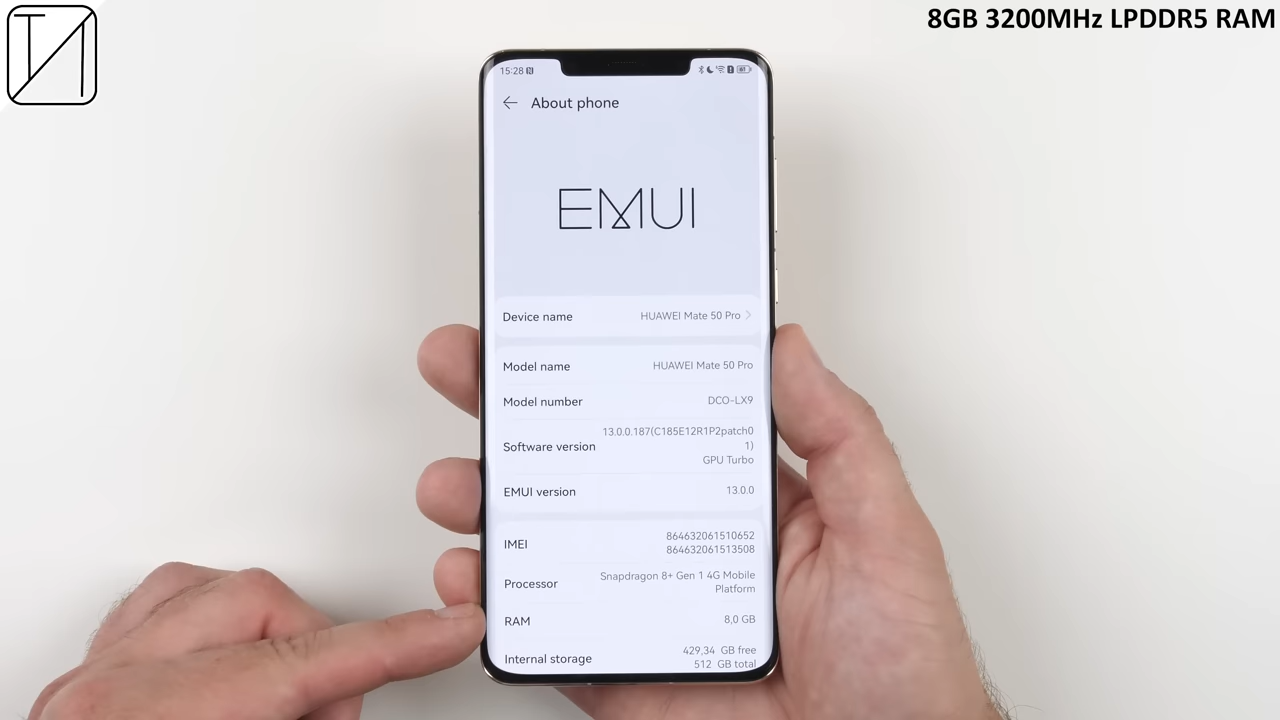 8GB 3200MHz LPDDR5 RAM
15:28
About phone
EMUI
Device name HUAWEI Mate 50 Pro
Model name HUAWEI Mate 50 Pro
Model number DCO-LX9
13.0.0.187(C185E12R1P2patch0
Software version 1)
GPU Turbo
EMUI version 13.0.0
IMEI 864632061510652
864632061513508
Processor Snapdragon 8+ Gen 1 4G Mobile
Platform
RAM 8,0 GB
Internal storage 429,34 GB free
512 GB total